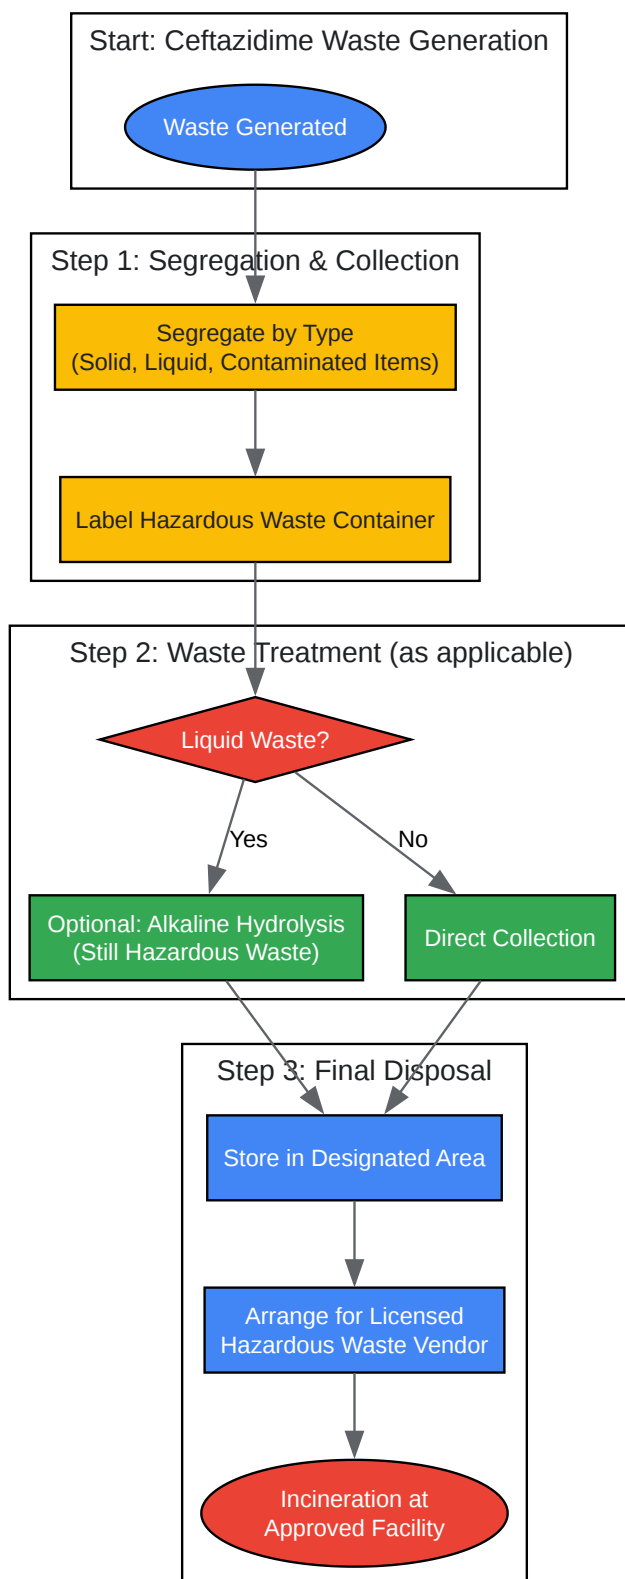 Start: Ceftazidime Waste Generation
Waste Generated
Step 1: Segregation & Collection
Segregate by Type
(Solid, Liquid, Contaminated Items)
Label Hazardous Waste Container
Step 2: Waste Treatment (as applicable)
Liquid Waste?
Yes
No
Optional: Alkaline Hydrolysis
(Still Hazardous Waste)
Direct Collection
Step 3: Final Disposal
Store in Designated Area
Arrange for Licensed
Hazardous Waste Vendor
Incineration at
Approved Facility